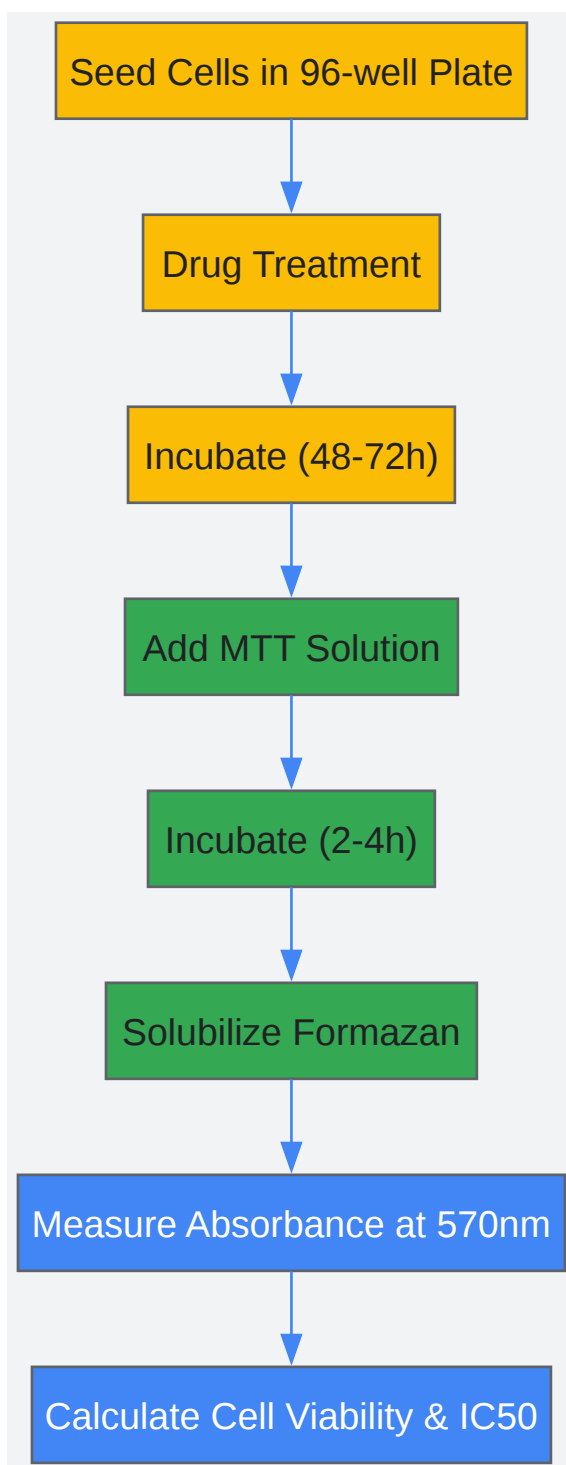 Seed Cells in 96-well Plate
Drug Treatment
Incubate (48-72h)
Add MTT Solution
Incubate (2-4h)
Solubilize Formazan
Measure Absorbance at 570nm
Calculate Cell Viability & IC50